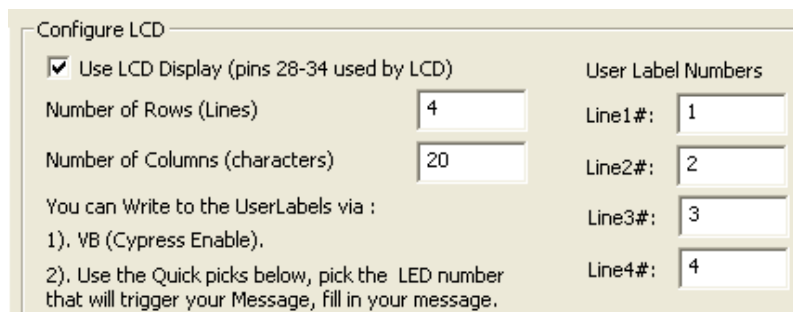 Configure LCD
Use LCD Display (pins 28-34 used by LCD)
Number of Rows (Lines) 4
Number of Columns (characters) 20
You can Write to the UserLabels via :
1). VB (Cypress Enable).
2). Use the Quick picks below, pick the LED number
that will trigger your Message, fill in your message.
User Label Numbers
Line1#: 1
Line2#: 2
Line3#: 3
Line4#: 4